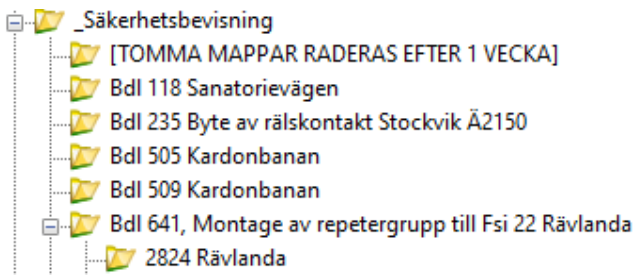 _Säkerhetsbevisning
[TOMMA MAPPAR RADERAS EFTER 1 VECKA]
Bdl 118 Sanatorievägen
Bdl 235 Byte av rälskontakt Stockvik Ä2150
Bdl 505 Kardonbanan
Bdl 509 Kardonbanan
Bdl 641, Montage av repetergrupp till Fsi 22 Rävlanda
2824 Rävlanda